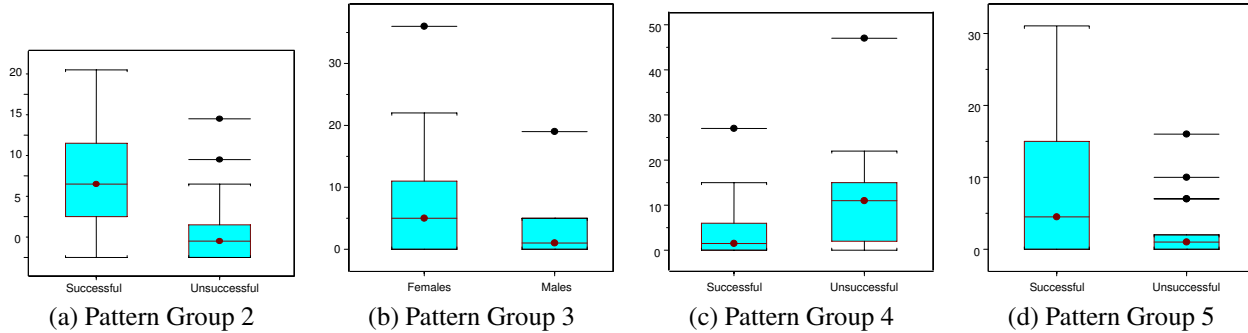 20
15
10
5
0
Successful
Unsuccessful
(a) Pattern Group 2
30
20
10
0
Females
Males
(b) Pattern Group 3
50
40
30
20
10
0
Successful
Unsuccessful
(c) Pattern Group 4
30
20
10
0
Successful
Unsuccessful
(d) Pattern Group 5